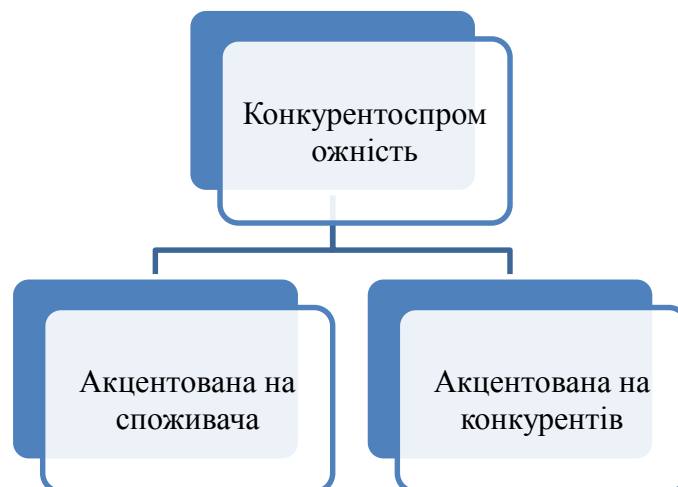 Конкурентоспром
ожність
Акцентована на
споживача
Акцентована на
конкурентів